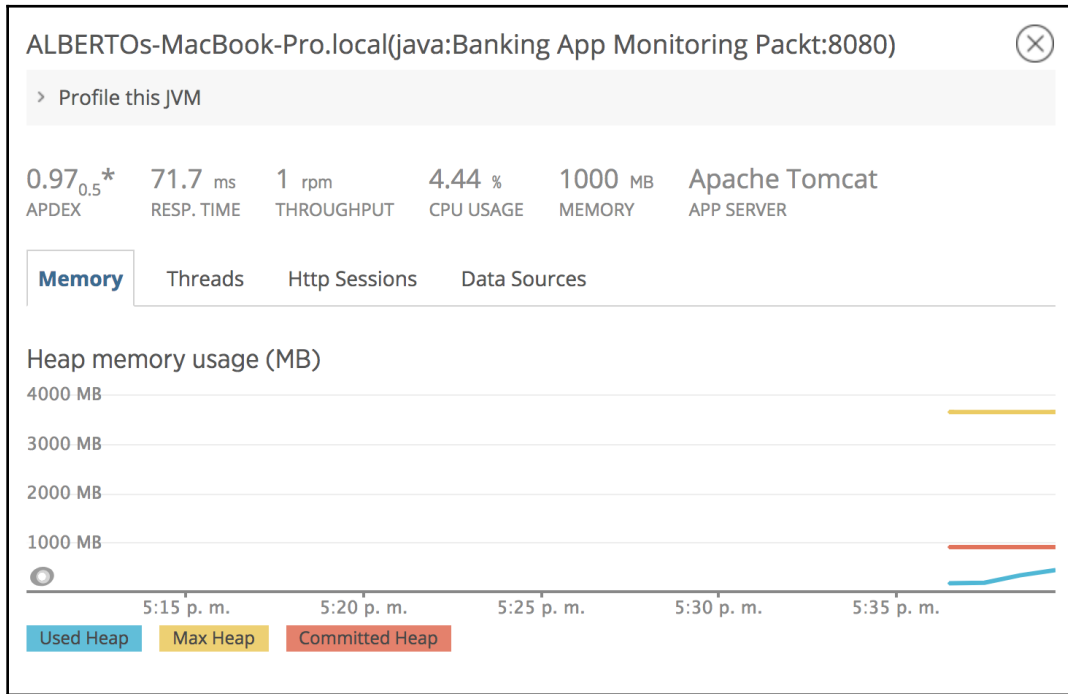 ALBERTOs-MacBook-Pro.local(java:Banking App Monitoring Packt:8080)
> Profile this JVM
0.97 0.5* 71.7 ms 1 rpm 4.44 % 1000 MB Apache Tomcat
APDEX RESP. TIME THROUGHPUT CPU USAGE MEMORY APP SERVER
Memory Threads Http Sessions Data Sources
Heap memory usage (MB)
4000 MB
3000 MB
2000 MB
1000 MB
5:15 p. m. 5:20 p. m. 5:25 p. m. 5:30 p. m. 5:35 p. m.
Used Heap Max Heap Committed Heap